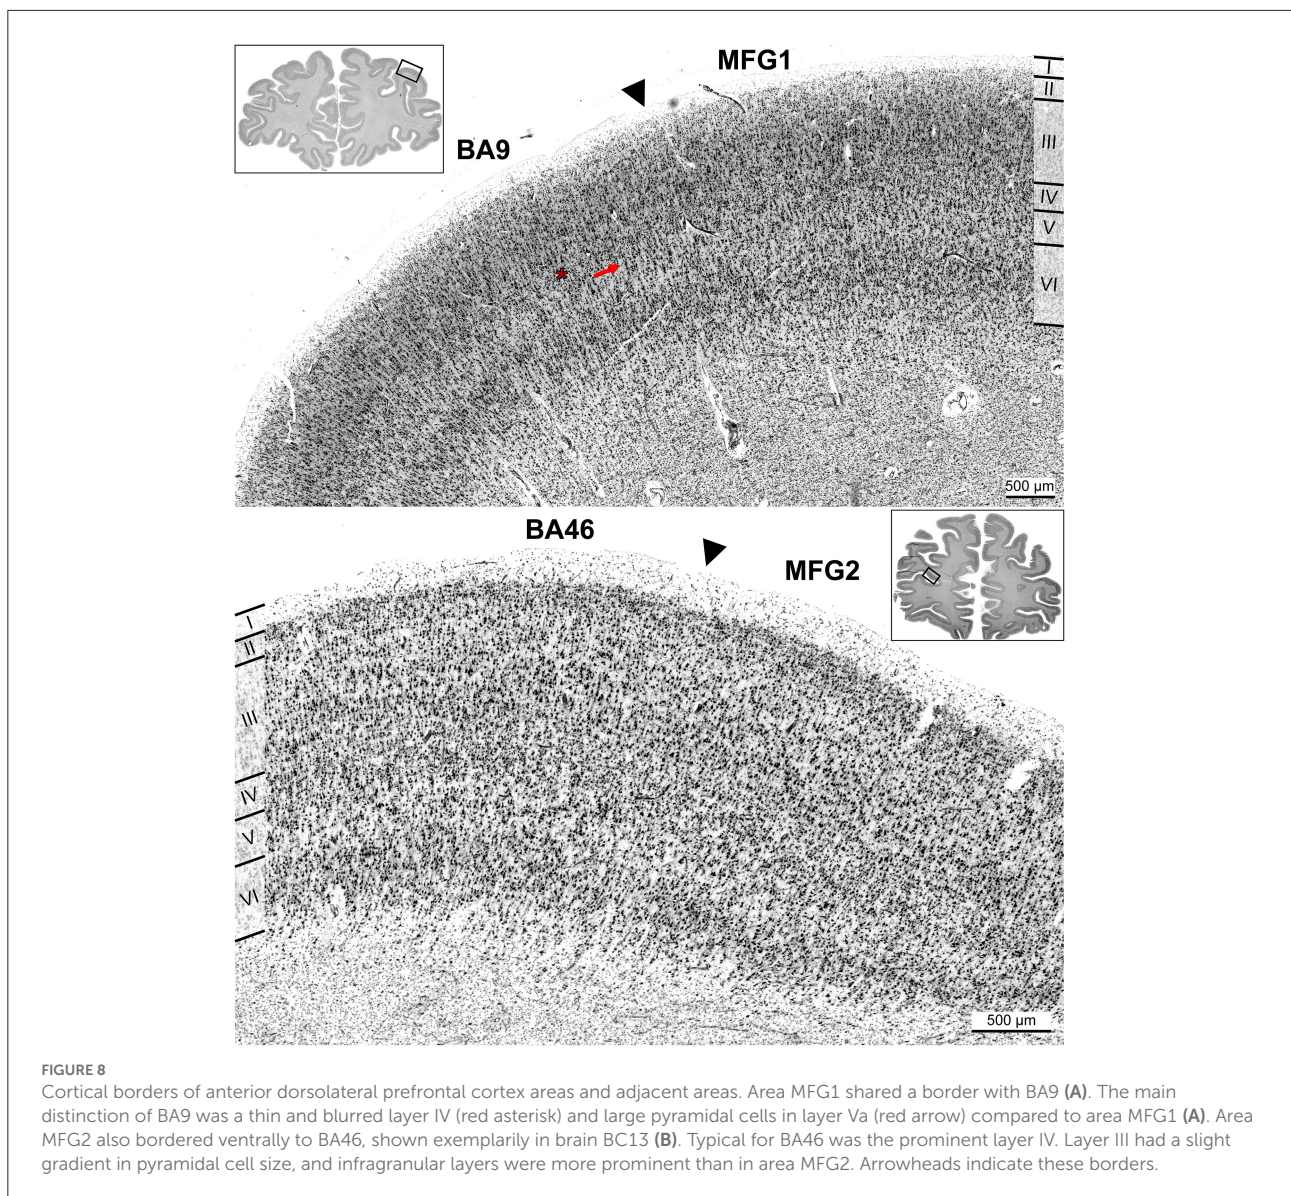 MFG1
BA9
I
II
III
IV
V
VI
*
500 µm
BA46
MFG2
I
II
III
IV
V
VI
500 µm
FIGURE 8
Cortical borders of anterior dorsolateral prefrontal cortex areas and adjacent areas. Area MFG1 shared a border with BA9 (A). The main
distinction of BA9 was a thin and blurred layer IV (red asterisk) and large pyramidal cells in layer Va (red arrow) compared to area MFG1 (A). Area
MFG2 also bordered ventrally to BA46, shown exemplarily in brain BC13 (B). Typical for BA46 was the prominent layer IV. Layer III had a slight
gradient in pyramidal cell size, and infragranular layers were more prominent than in area MFG2. Arrowheads indicate these borders.